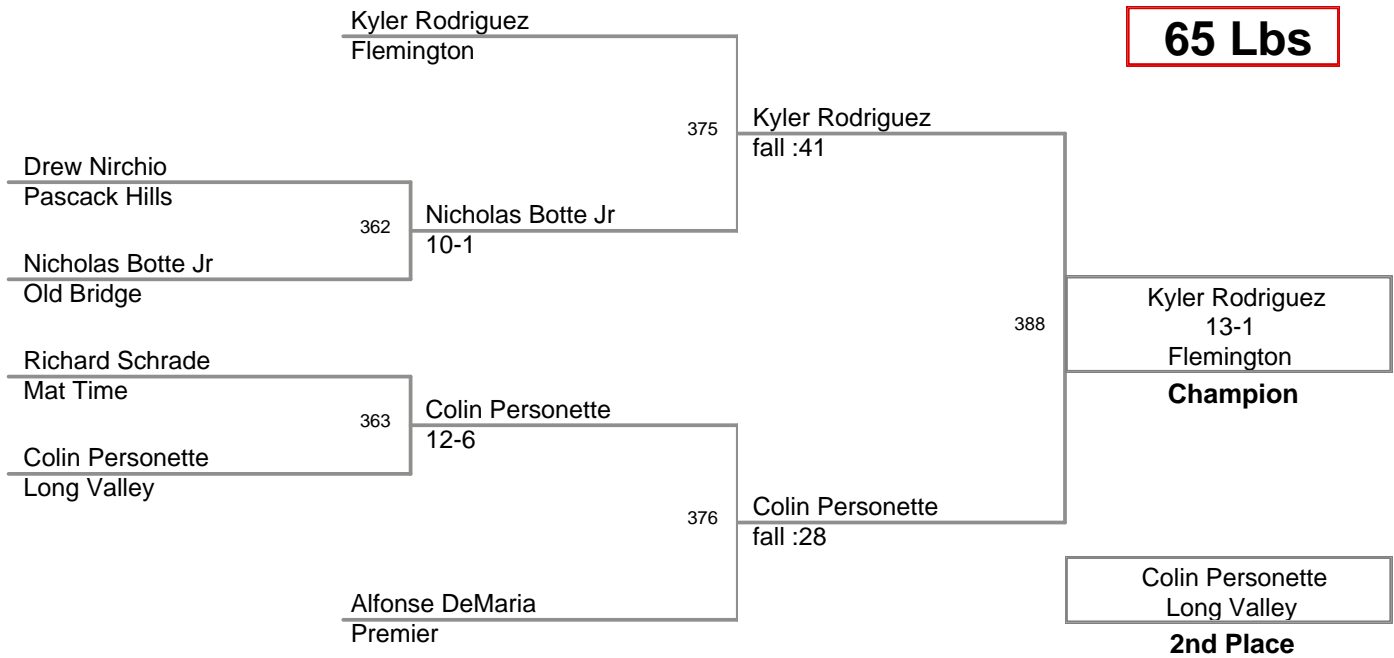 Kyler Rodriguez
Flemington
65 Lbs
375
Kyler Rodriguez
fall :41
Drew Nirchio
Pascack Hills
362
Nicholas Botte Jr
10-1
Nicholas Botte Jr
Old Bridge
388
Kyler Rodriguez
13-1
Flemington
Champion
Richard Schrade
Mat Time
363
Colin Personette
12-6
Colin Personette
Long Valley
376
Colin Personette
fall :28
Alfonse DeMaria
Premier
Colin Personette
Long Valley
2nd Place